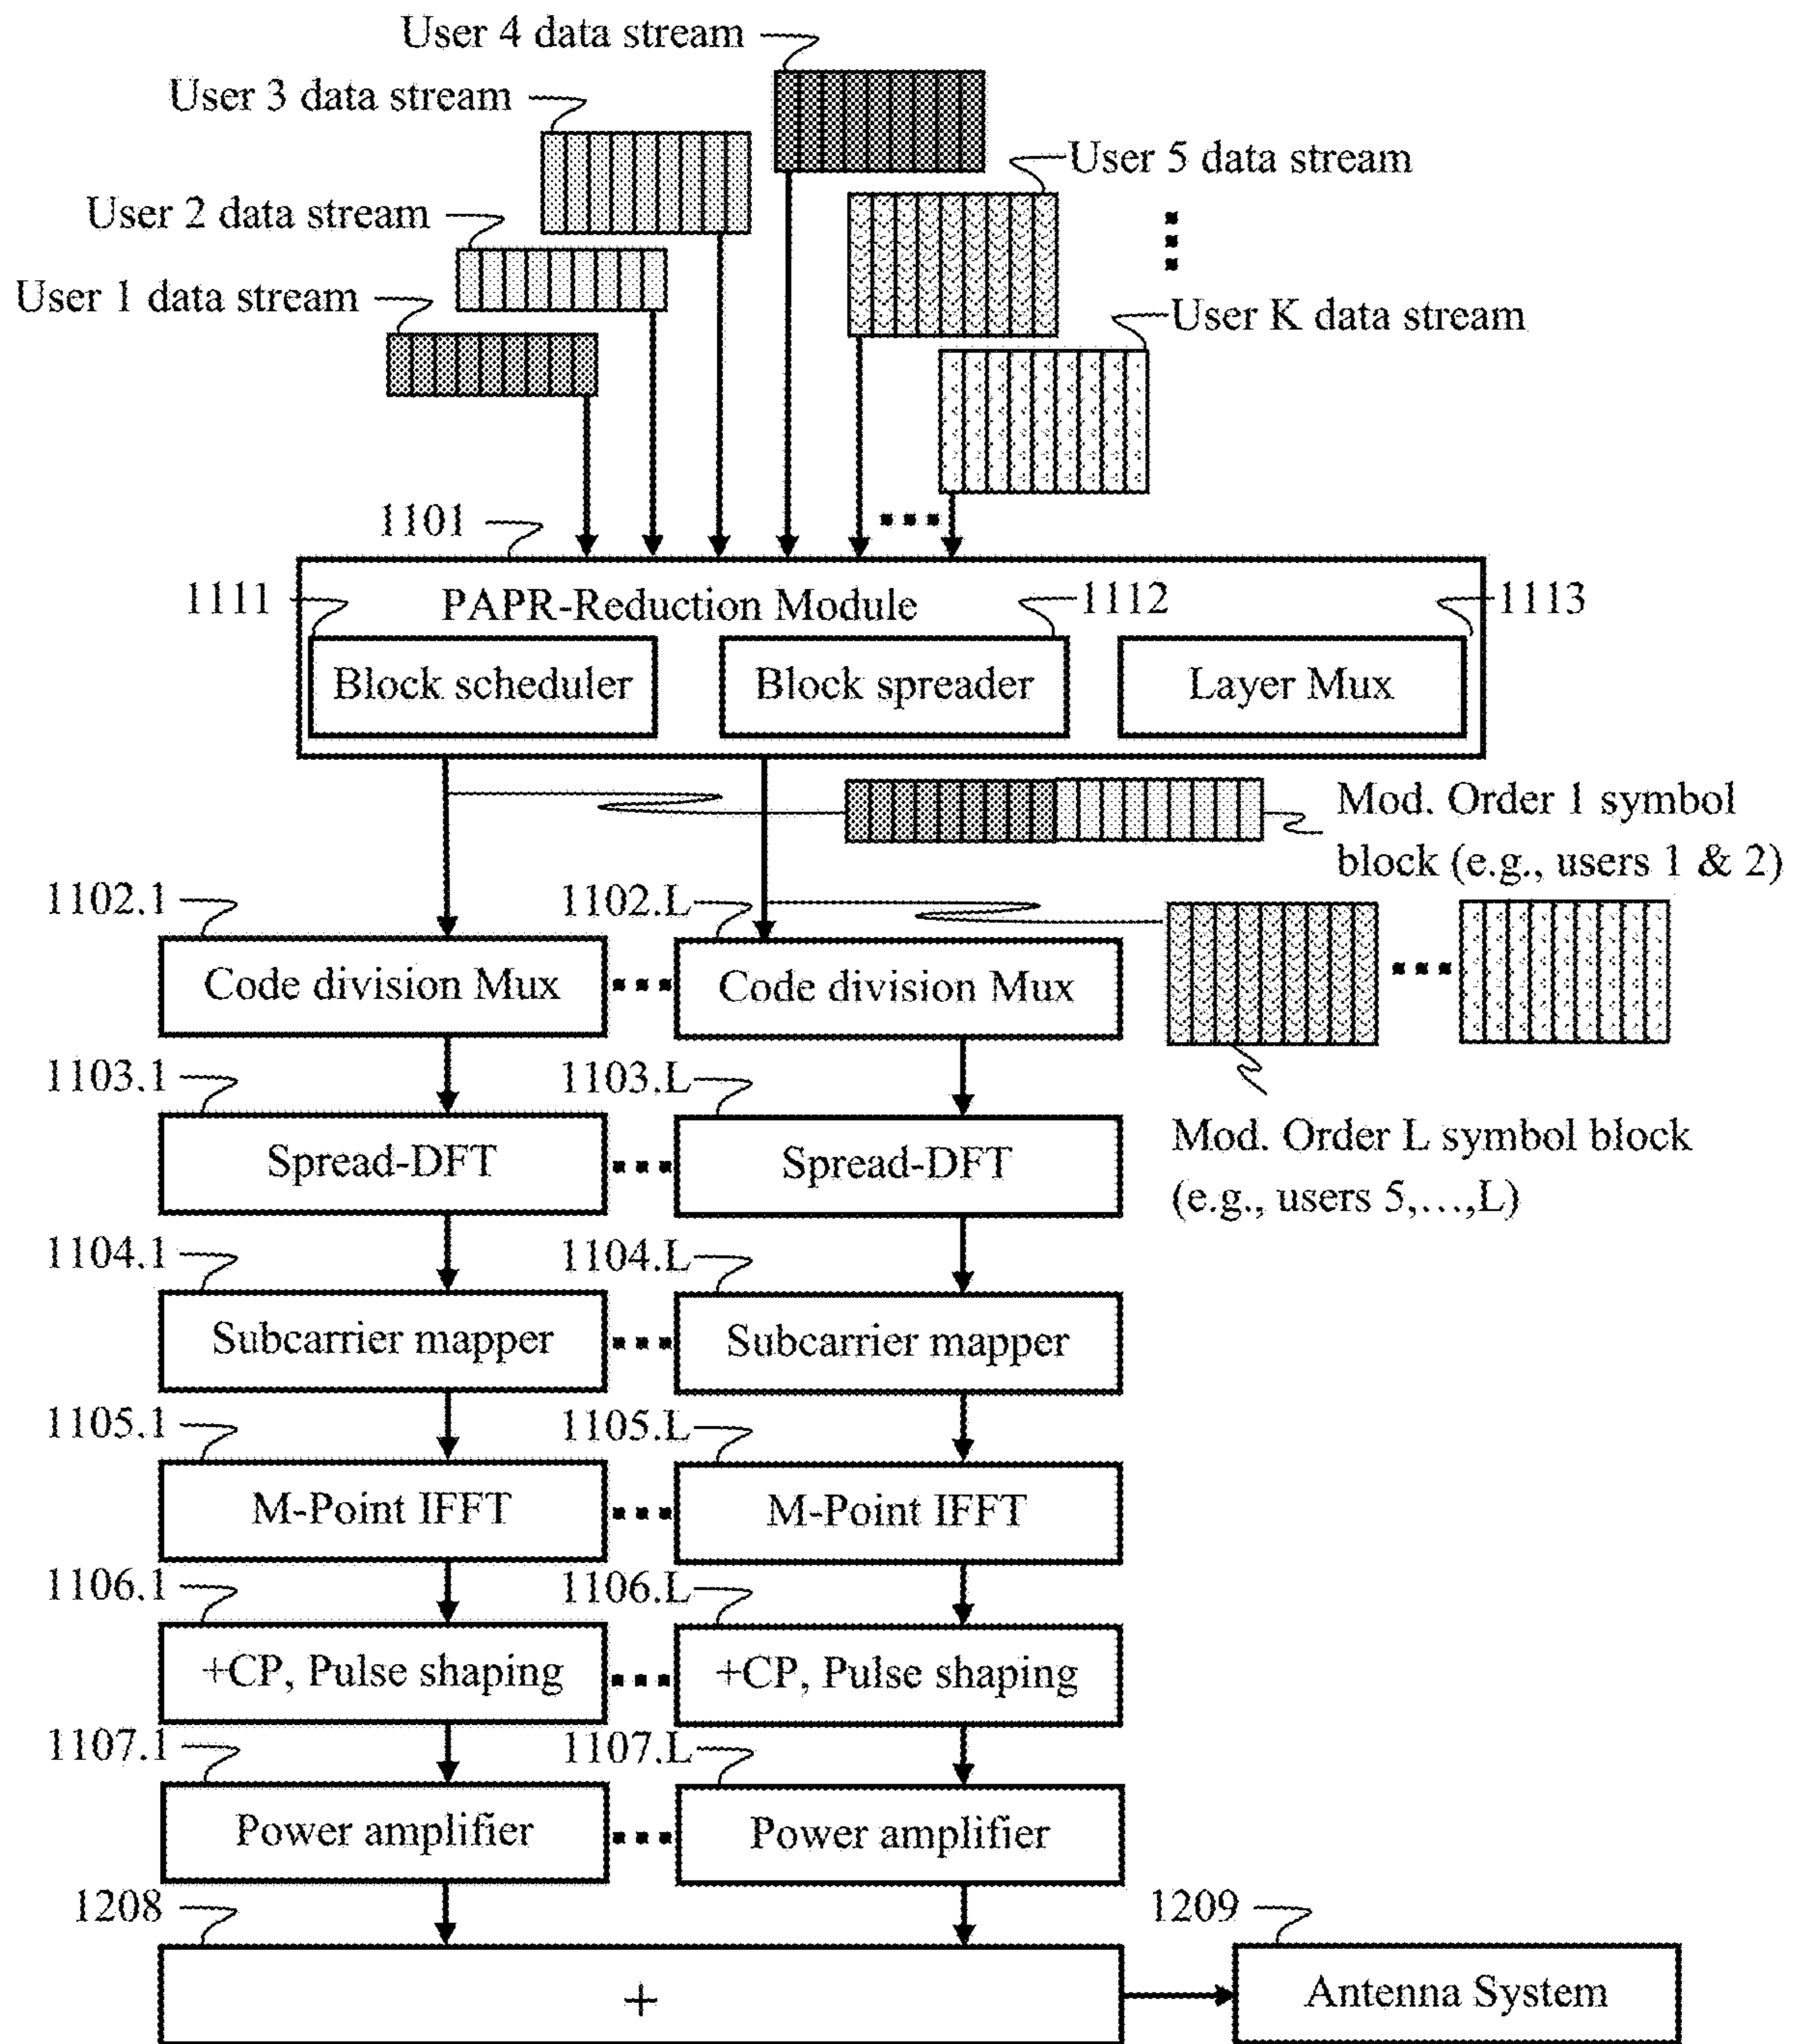 User 4 data stream
User 3 data stream
User 5 data stream
User 2 data stream
User 1 data stream
User K data stream
1101
1111
PAPR-Reduction Module
1112
1113
Block scheduler
Block spreader
Layer Mux
Mod. Order 1 symbol
block (e.g., users 1 & 2)
1102.1
1102.L
Code division Mux
Code division Mux
1103.1
1103.L
Mod. Order L symbol block
(e.g., users 5,...,L)
Spread-DFT
Spread-DFT
1104.1
1104.L
Subcarrier mapper
Subcarrier mapper
1105.1
1105.L
M-Point IFFT
M-Point IFFT
1106.1
1106.L
+CP, Pulse shaping
+CP, Pulse shaping
1107.1
1107.L
Power amplifier
Power amplifier
1208
1209
+
Antenna System